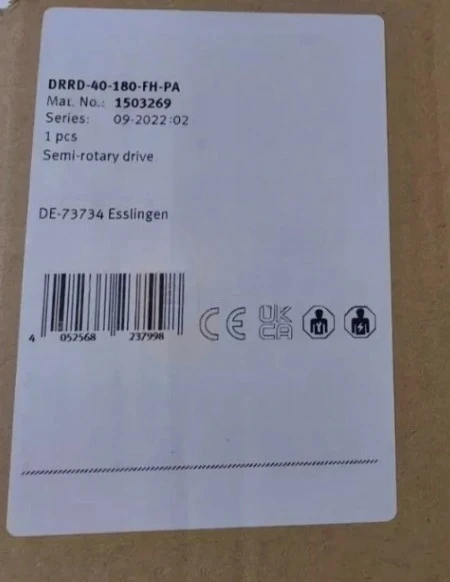 DRRD-40-180-FH-PA
Mat. No.: 1503269
Series: 09-2022:02
1 pcs
Semi-rotary drive
DE-73734 Esslingen
4 052568 237998
CE UK CA